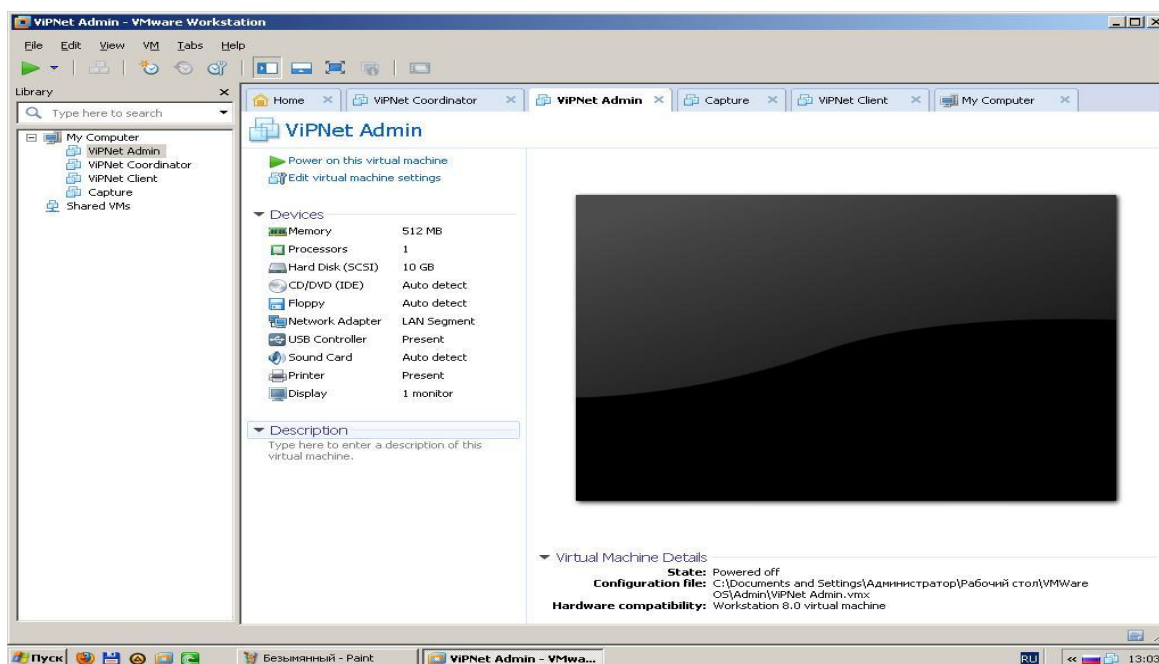 ViPNet Admin - VMware Workstation
File Edit View VM Tabs Help
Library
Type here to search
My Computer
ViPNet Admin
ViPNet Coordinator
ViPNet Client
Capture
Shared VMs
Home ViPNet Coordinator ViPNet Admin Capture ViPNet Client My Computer
ViPNet Admin
Power on this virtual machine
Edit virtual machine settings
Devices
Memory 512 MB
Processors 1
Hard Disk (SCSI) 10 GB
CD/DVD (IDE) Auto detect
Floppy Auto detect
Network Adapter LAN Segment
USB Controller Present
Sound Card Auto detect
Printer Present
Display 1 monitor
Description
Type here to enter a description of this
virtual machine.
Virtual Machine Details
State: Powered off
Configuration file: C:\Documents and Settings\Администратор\Рабочий стол\VMWare
OS\Admin\ViPNet Admin.vmx
Hardware compatibility: Workstation 8.0 virtual machine
Пуск Безымянный - Paint ViPNet Admin - VMwa... RU « 13:03